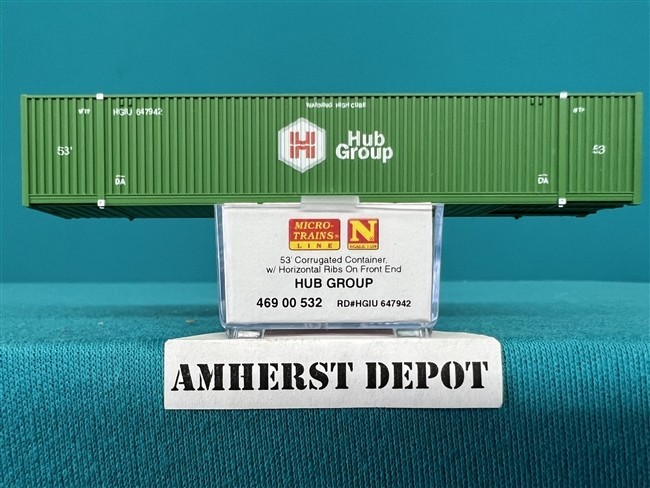 WARNING HIGH CUBE
HGIU 647942
53'
53'
Hub
Group
DA
DA
MICRO-
TRAINS®
LINE
N
53' Corrugated Container,
w/ Horizontal Ribs On Front End
HUB GROUP
469 00 532 RD#HGIU 647942
AMHERST DEPOT